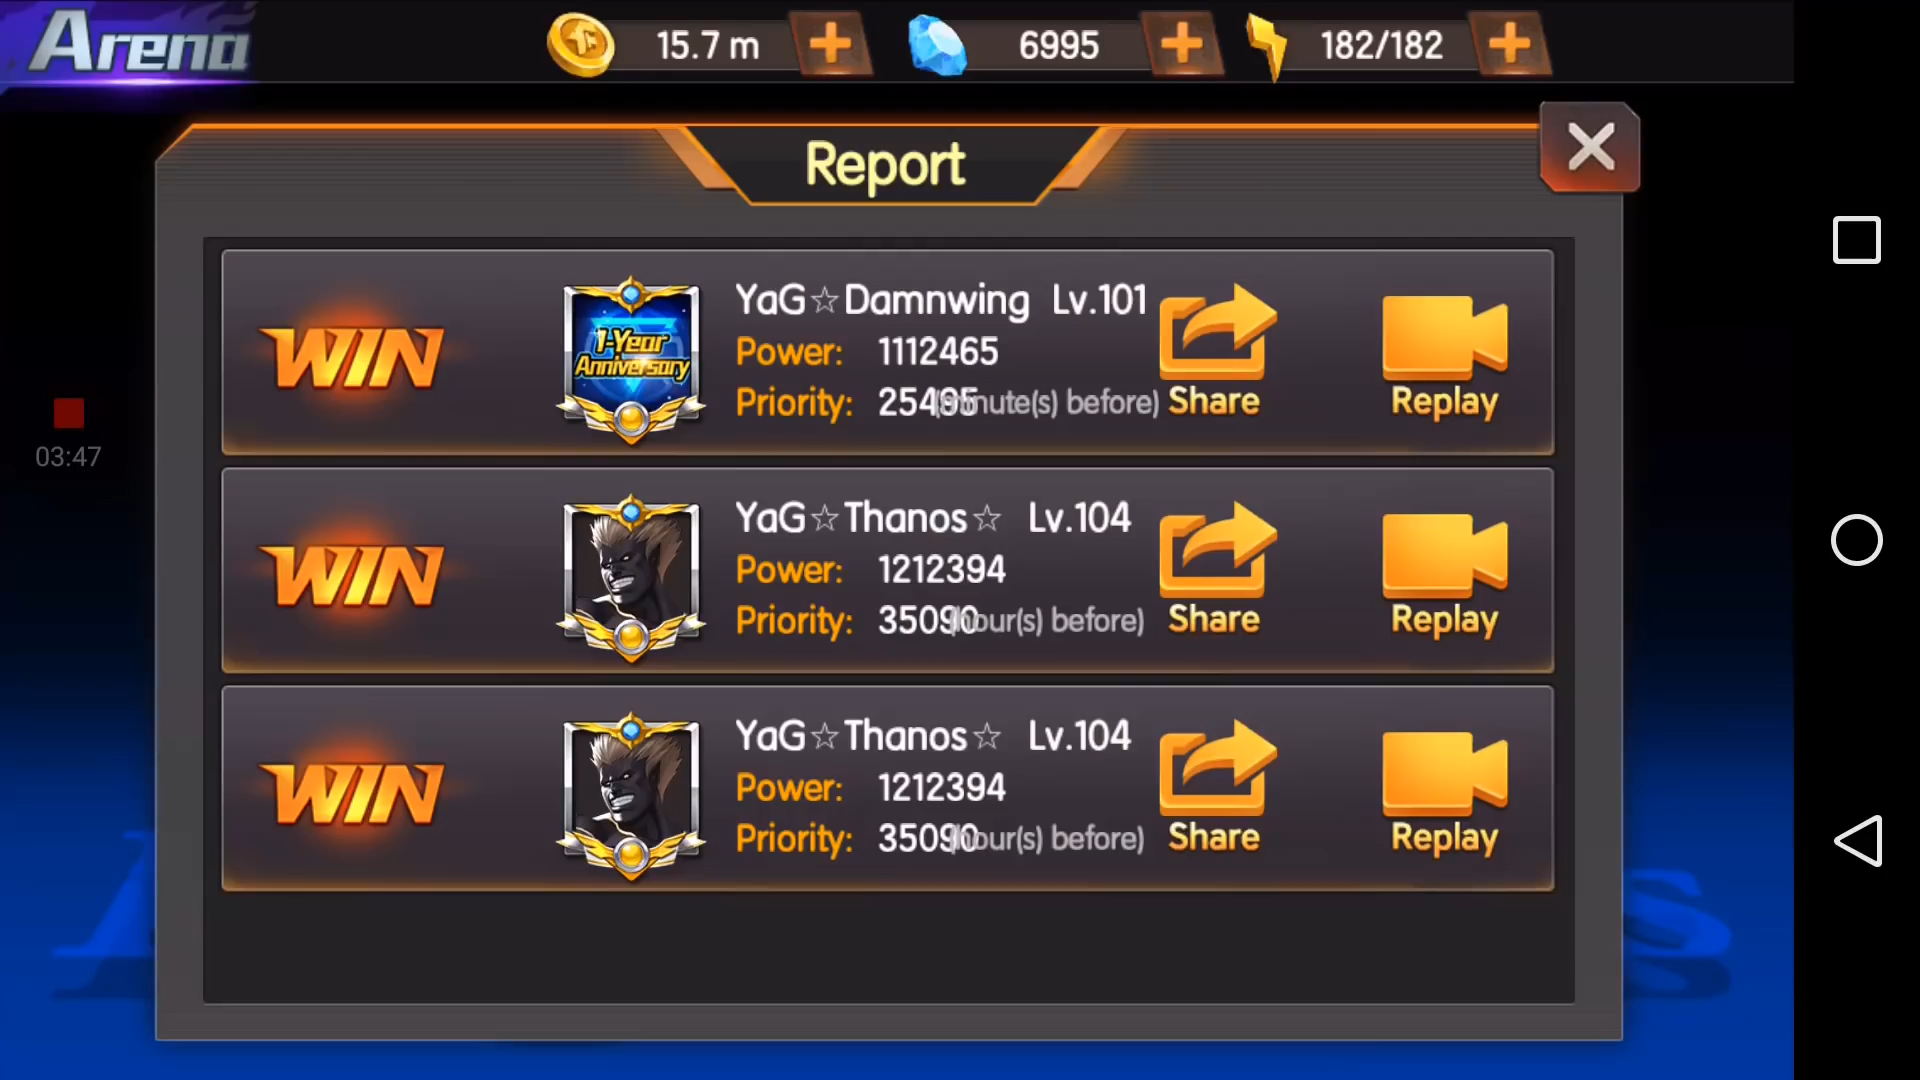 Arena
15.7 m
6995
182/182
Report
WIN
1-Year
Anniversary
YaG☆Damnwing Lv.101
Power: 1112465
Priority: 25495 (minute(s) before)
Share
Replay
03:47
WIN
YaG☆Thanos☆ Lv.104
Power: 1212394
Priority: 35090 (hour(s) before)
Share
Replay
WIN
YaG☆Thanos☆ Lv.104
Power: 1212394
Priority: 35090 (hour(s) before)
Share
Replay